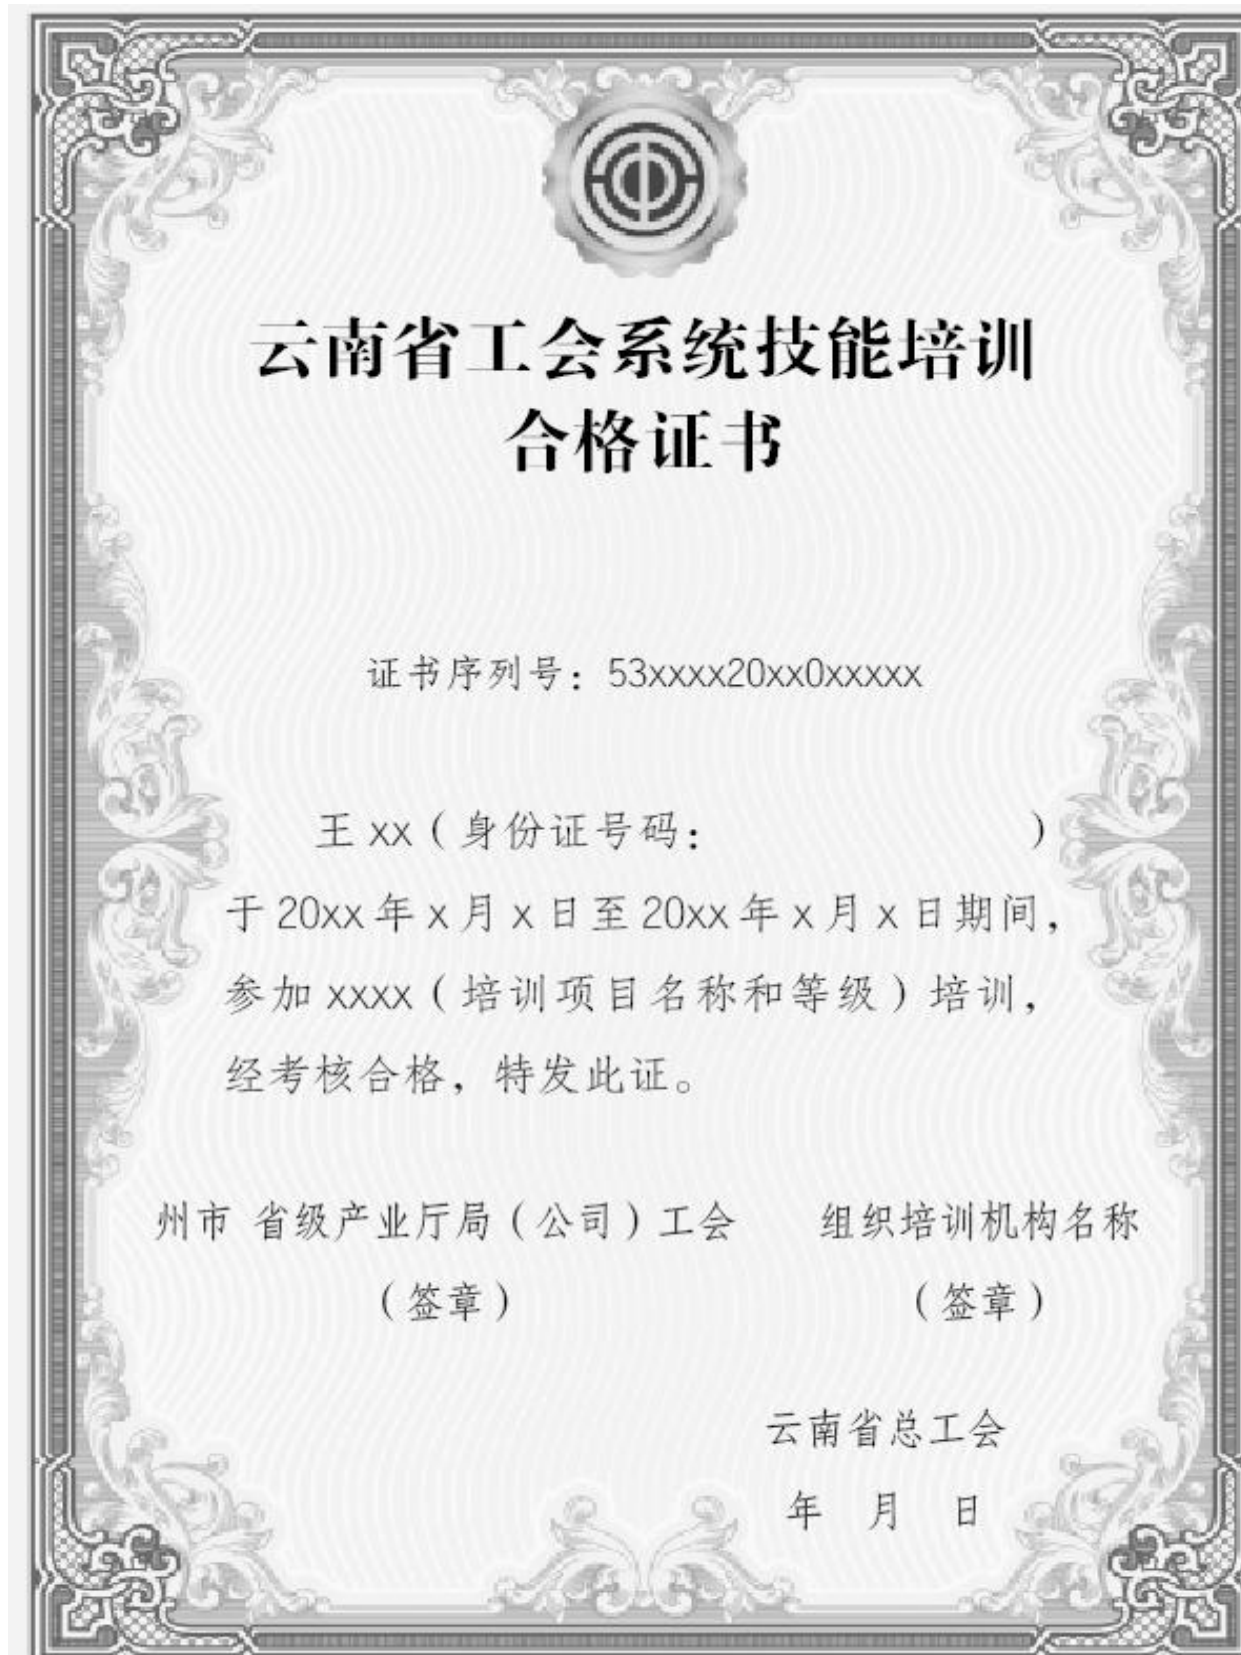 云南省工会系统技能培训
合格证书
证书序列号：53xxxx20xx0xxxxx
王 xx（身份证号码：　　　　　　　　）
于 20xx 年 x 月 x 日至 20xx 年 x 月 x 日期间，
参加 xxxx（培训项目名称和等级）培训，
经考核合格，特发此证。
州市 省级产业厅局（公司）工会　　组织培训机构名称
（签章）　　（签章）
云南省总工会
年　月　日